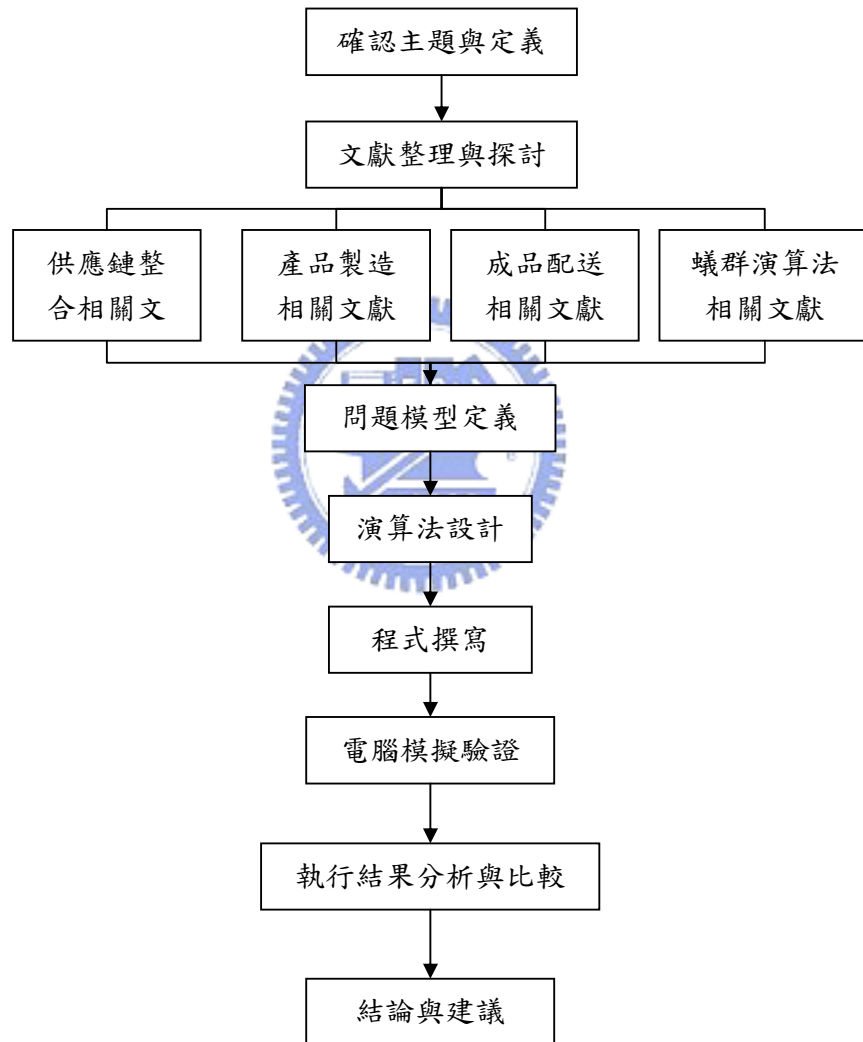 確認主題與定義
文獻整理與探討
供應鏈整
合相關文
產品製造
相關文獻
成品配送
相關文獻
蟻群演算法
相關文獻
問題模型定義
演算法設計
程式撰寫
電腦模擬驗證
執行結果分析與比較
結論與建議